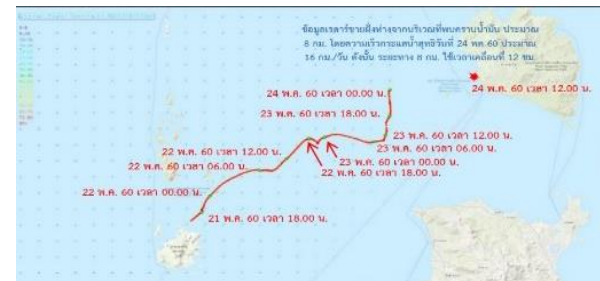 ข้อมูลเรดาร์ชายฝั่งห่างจากบริเวณที่พบคราบน้ำมัน ประมาณ
8 กม. โดยความเร็วกระแสน้ำสุทธิวันที่ 24 พค.60 ประมาณ
16 กม./วัน ดังนั้น ระยะทาง 8 กม. ใช้เวลาเคลื่อนที่ 12 ชม.
24 พ.ค. 60 เวลา 12.00 น.
24 พ.ค. 60 เวลา 00.00 น.
23 พ.ค. 60 เวลา 18.00 น.
23 พ.ค. 60 เวลา 12.00 น.
23 พ.ค. 60 เวลา 06.00 น.
22 พ.ค. 60 เวลา 12.00 น.
22 พ.ค. 60 เวลา 06.00 น.
23 พ.ค. 60 เวลา 00.00 น.
22 พ.ค. 60 เวลา 18.00 น.
22 พ.ค. 60 เวลา 00.00 น.
21 พ.ค. 60 เวลา 18.00 น.